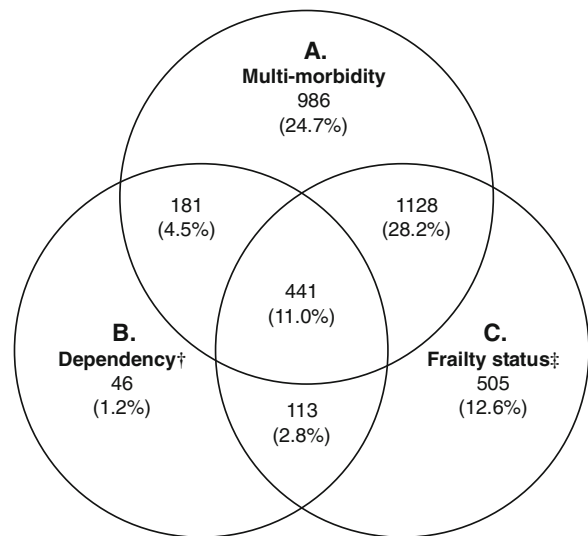 A.
Multi-morbidity
986
(24.7%)
181
(4.5%)
1128
(28.2%)
441
(11.0%)
B.
Dependency†
46
(1.2%)
C.
Frailty status‡
505
(12.6%)
113
(2.8%)